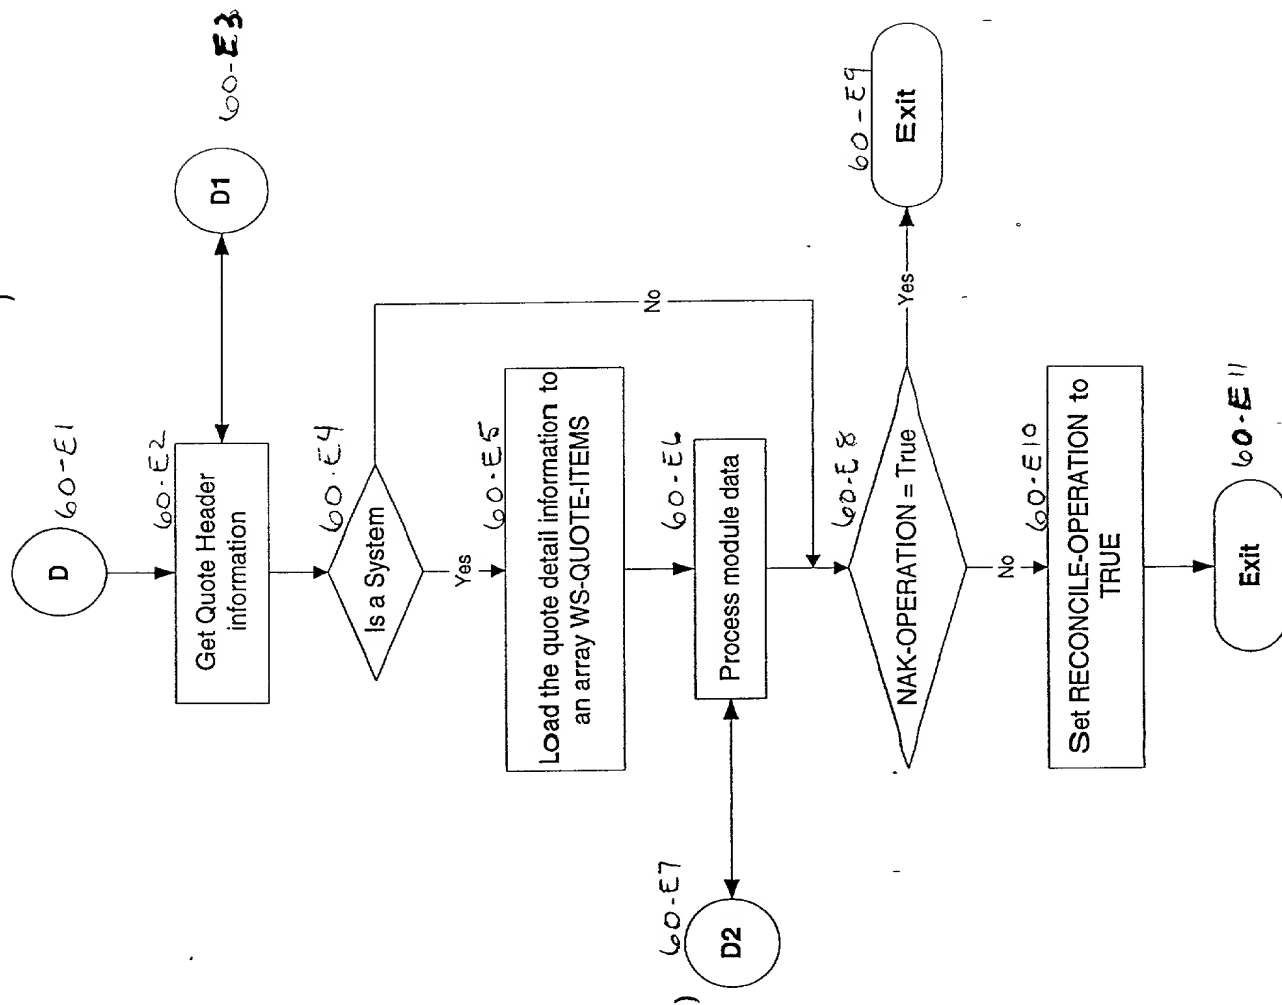 60-E1
D
60-E2
Get Quote Header
information
D1
60-E3
60-E4
Is a System
Yes
No
60-E5
Load the quote detail information to
an array WS-QUOTE-ITEMS
60-E6
Process module data
60-E7
D2
60-E8
NAK-OPERATION = True
Yes
60-E9
Exit
No
60-E10
Set RECONCILE-OPERATION to
TRUE
60-E11
Exit